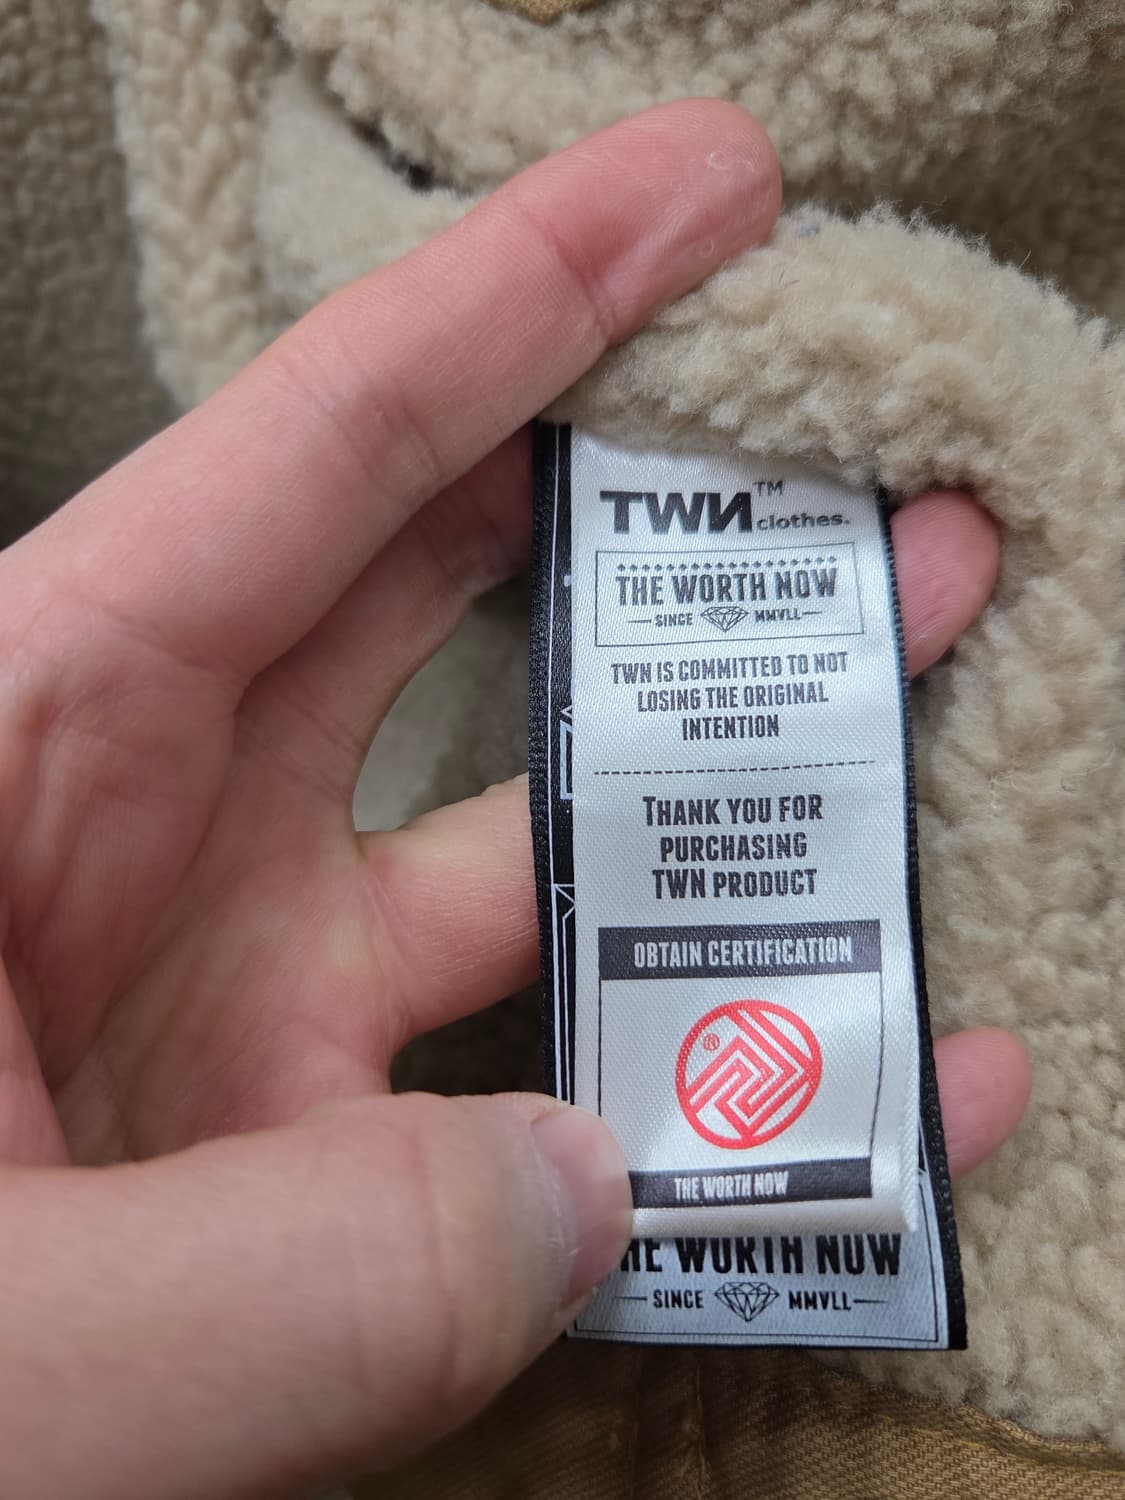 TWИ™
clothes.
THE WORTH NOW
SINCE MMVLL
TWN IS COMMITTED TO NOT
LOSING THE ORIGINAL
INTENTION
THANK YOU FOR
PURCHASING
TWN PRODUCT
OBTAIN CERTIFICATION
®
THE WORTH NOW
HE WORTH NOW
SINCE MMVLL